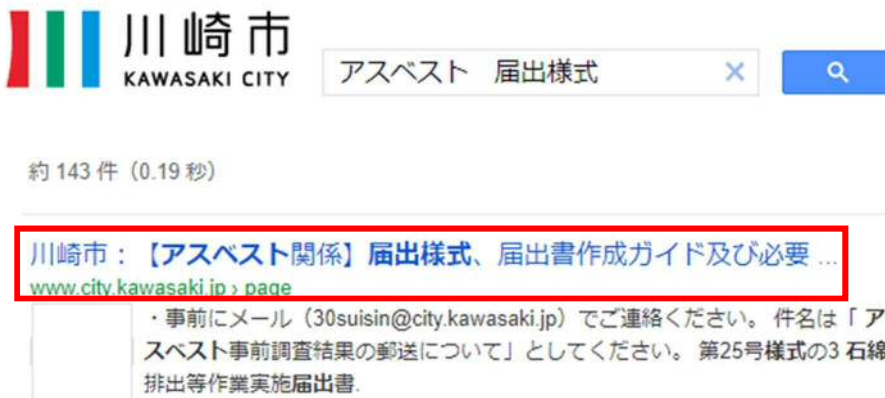 川崎市
KAWASAKI CITY
アスベスト　届出様式
約 143 件（0.19 秒）
川崎市：【アスベスト関係】届出様式、届出書作成ガイド及び必要 ...
www.city.kawasaki.jp › page
・事前にメール（30suisin@city.kawasaki.jp）でご連絡ください。 件名は「 ア
スベスト事前調査結果の郵送について」としてください。 第25号様式の3 石綿
排出等作業実施届出書.